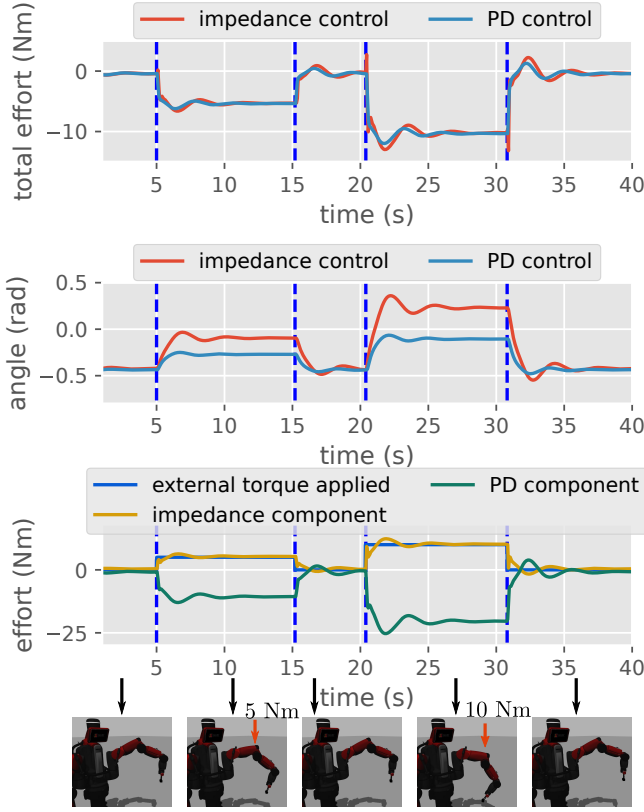 impedance control PD control
total effort (Nm)
0
−10
5 10 15 20 25 30 35 40
time (s)
impedance control PD control
angle (rad)
0.5
0.0
−0.5
5 10 15 20 25 30 35 40
time (s)
external torque applied PD component
impedance component
effort (Nm)
0
−25
5 10 15 20 25 30 35 40
time (s)
5 Nm 10 Nm